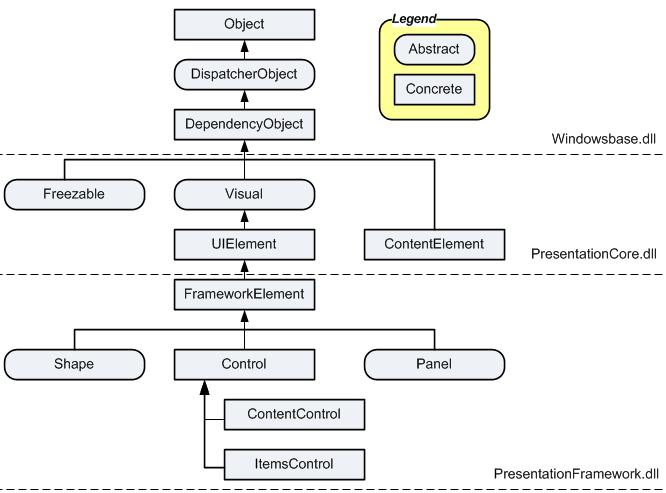 Object
Legend
Abstract
DispatcherObject
Concrete
DependencyObject
Windowsbase.dll
Freezable
Visual
UIElement
ContentElement
PresentationCore.dll
FrameworkElement
Shape
Control
Panel
ContentControl
ItemsControl
PresentationFramework.dll